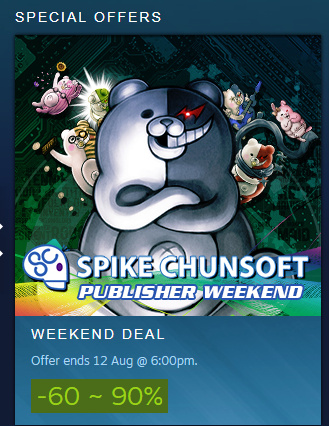 SPECIAL OFFERS
SPIKE CHUNSOFT
PUBLISHER WEEKEND
WEEKEND DEAL
Offer ends 12 Aug @ 6:00pm.
-60 ~ 90%